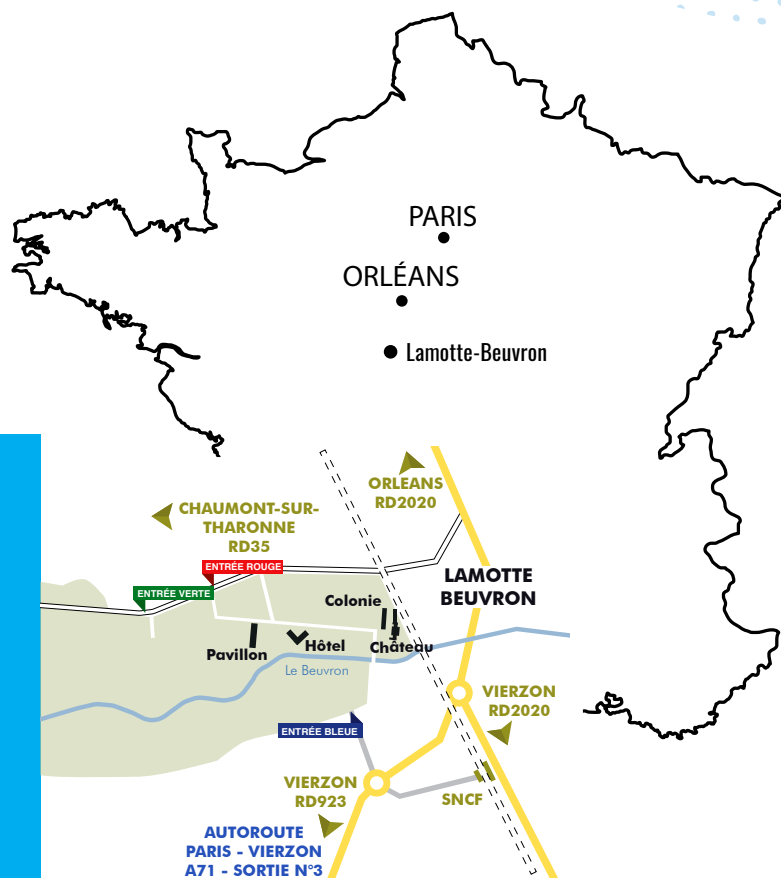 PARIS
ORLÉANS
Lamotte-Beuvron
ORLEANS
RD2020
CHAUMONT-SUR-
THARONNE
RD35
ENTRÉE ROUGE
ENTRÉE VERTE
LAMOTTE
BEUVRON
Colonie
Pavillon
Hôtel
Château
Le Beuvron
VIERZON
RD2020
ENTRÉE BLEUE
VIERZON
RD923
SNCF
AUTOROUTE
PARIS - VIERZON
A71 - SORTIE N°3